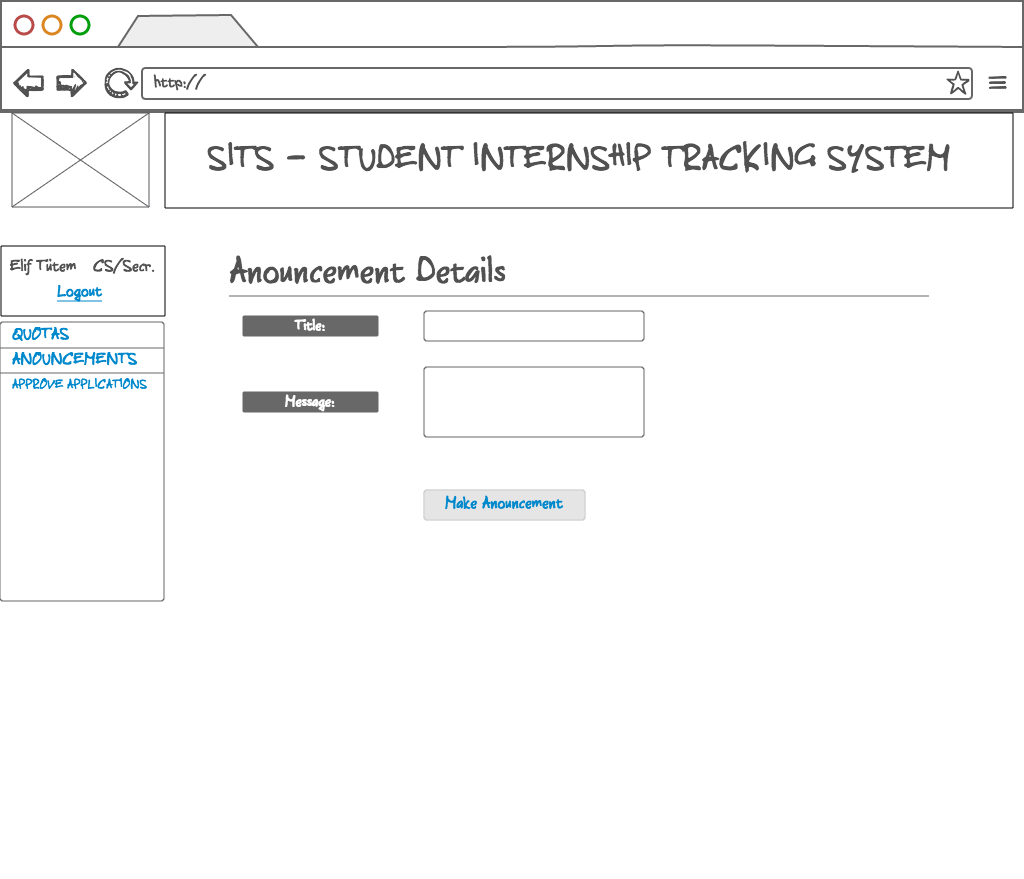 http://
SITS - STUDENT INTERNSHIP TRACKING SYSTEM
Elif Tütem CS/Secr.
Logout
QUOTAS
ANOUNCEMENTS
APPROVE APPLICATIONS
Anouncement Details
Title:
Message:
Make Anouncement